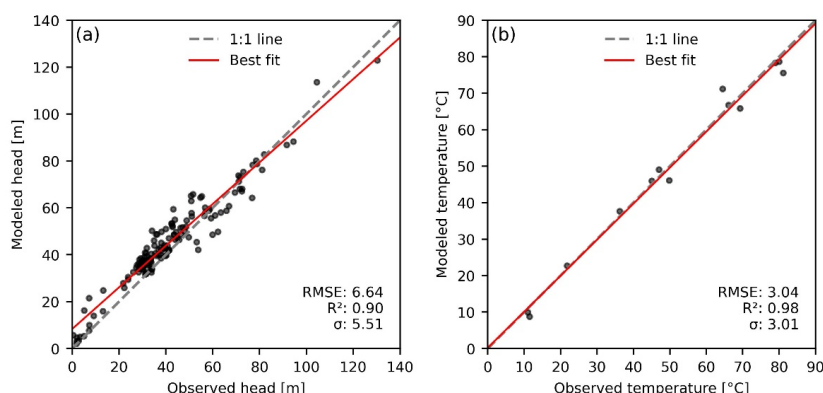 (a)
1:1 line
Best fit
RMSE: 6.64
R²: 0.90
σ: 5.51
140
120
100
80
60
40
20
0
0 20 40 60 80 100 120 140
Modeled head [m]
Observed head [m]
(b)
1:1 line
Best fit
RMSE: 3.04
R²: 0.98
σ: 3.01
90
80
70
60
50
40
30
20
10
0
0 10 20 30 40 50 60 70 80 90
Modeled temperature [°C]
Observed temperature [°C]